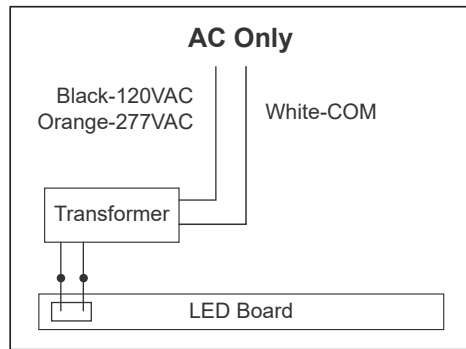 AC Only
Black-120VAC
Orange-277VAC
White-COM
Transformer
LED Board